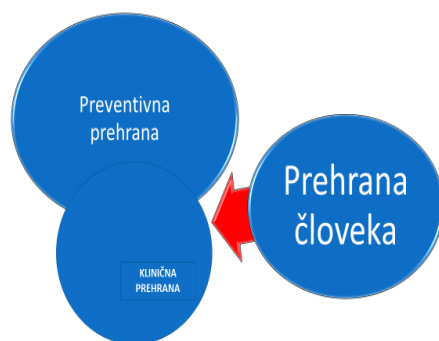 Preventivna
prehrana
Prehrana
človeka
KLINIČNA
PREHRANA